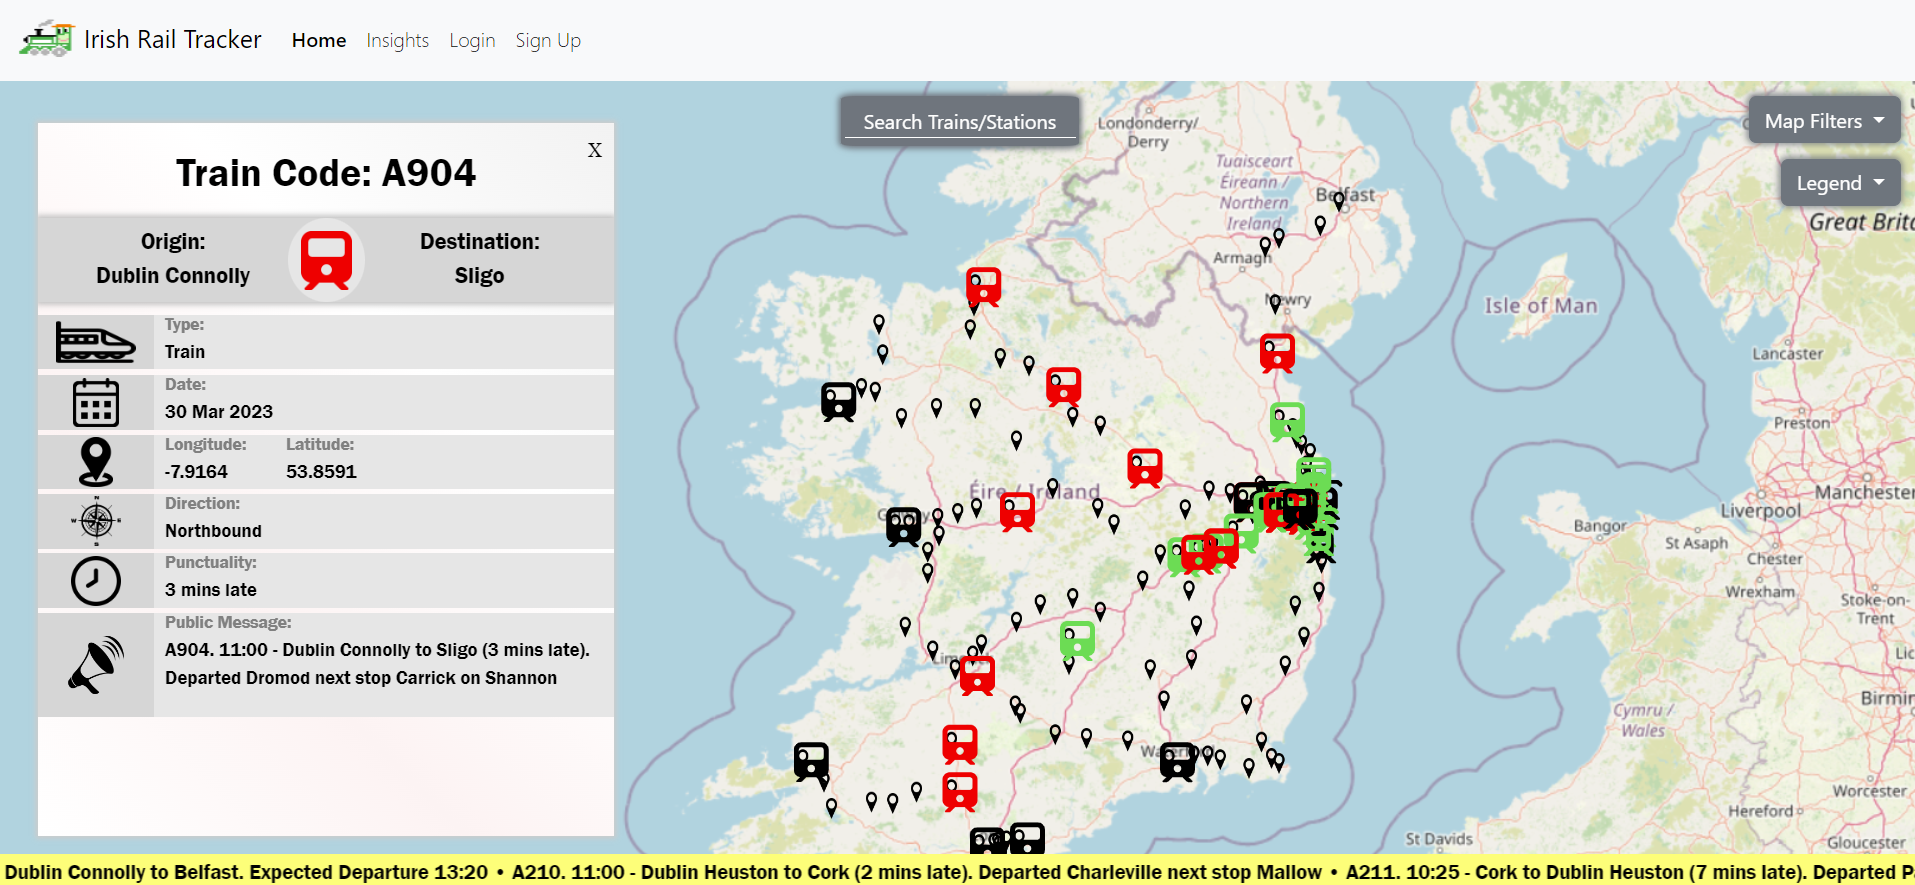 Irish Rail Tracker Home Insights Login Sign Up
Search Trains/Stations
Map Filters
Legend
X
Train Code: A904
Origin:
Dublin Connolly
Destination:
Sligo
Type:
Train
Date:
30 Mar 2023
Longitude: Latitude:
-7.9164 53.8591
Direction:
N
W E
S
Northbound
Punctuality:
3 mins late
Public Message:
A904. 11:00 - Dublin Connolly to Sligo (3 mins late).
Departed Dromod next stop Carrick on Shannon
Londonderry/
Derry
Tuaisceart
Éireann /
Northern
Ireland
Belfast
Armagh
Newry
Éire / Ireland
Isle of Man
Great Brit
Lancaster
Preston
Manchester
Liverpool
Bangor
St Asaph
Chester
Wrexham
Stoke-on-
Trent
Lic
Birmi
Cymru /
Wales
Worcester
Hereford
St Davids
Gloucester
Dublin Connolly to Belfast. Expected Departure 13:20 • A210. 11:00 - Dublin Heuston to Cork (2 mins late). Departed Charleville next stop Mallow • A211. 10:25 - Cork to Dublin Heuston (7 mins late). Departed P